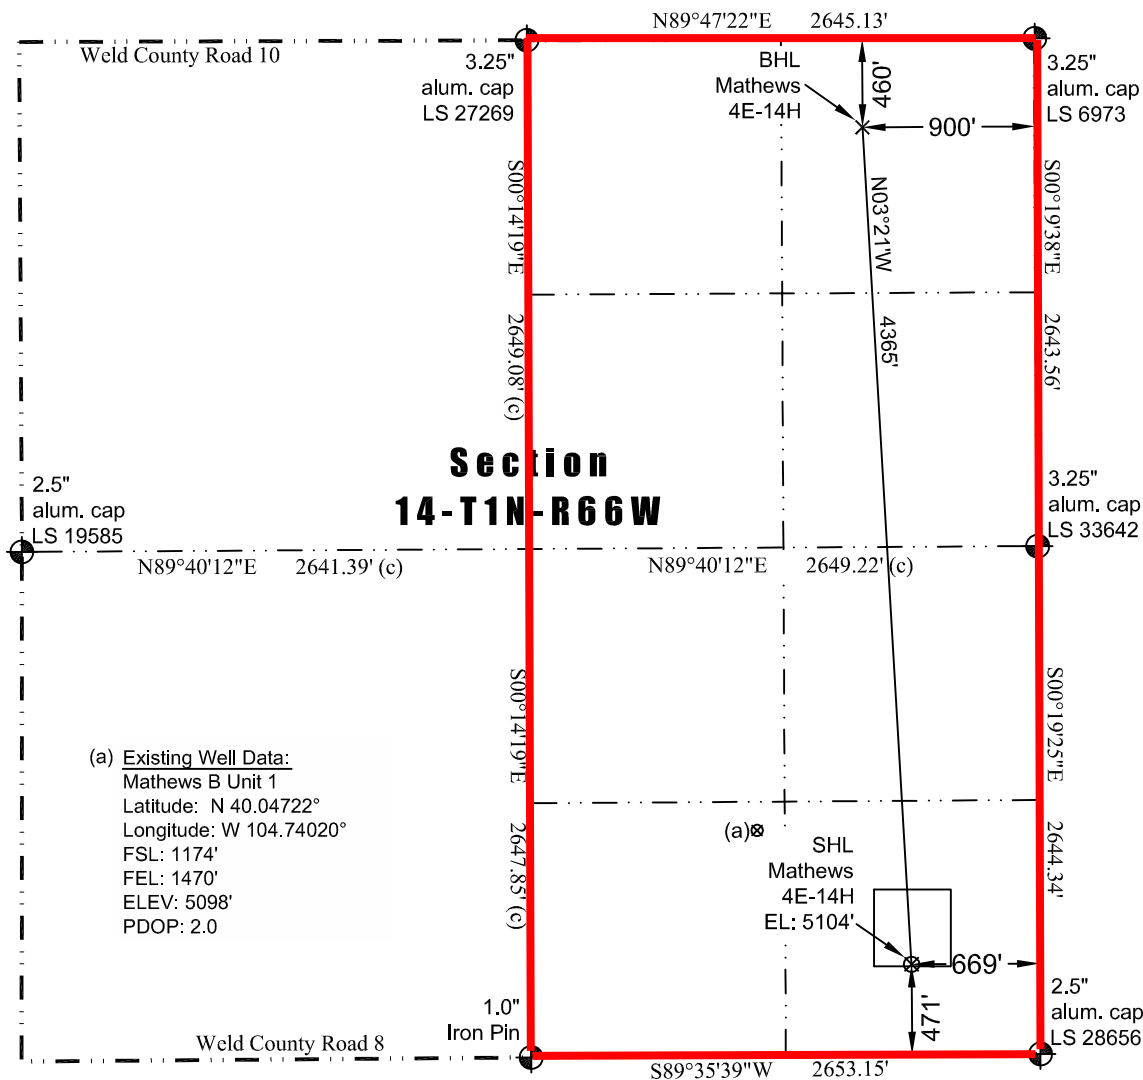 N89°47'22"E 2645.13'
Weld County Road 10
3.25"
alum. cap
LS 27269
BHL
Mathews
4E-14H
490'
900'
3.25"
alum. cap
LS 6973
S00°14'19"E 2649.08' (c)
N03°21'W 4365'
S00°19'38"E 2643.56'
Section
14-T1N-R66W
2.5"
alum. cap
LS 19585
3.25"
alum. cap
LS 33642
N89°40'12"E 2641.39' (c)
N89°40'12"E 2649.22' (c)
S00°14'19"E 2647.85' (c)
S00°19'25"E 2644.34'
(a) Existing Well Data:
Mathews B Unit 1
Latitude: N 40.04722°
Longitude: W 104.74020°
FSL: 1174'
FEL: 1470'
ELEV: 5098'
PDOP: 2.0
(a)
SHL
Mathews
4E-14H
EL: 5104'
669'
471'
1.0"
Iron Pin
2.5"
alum. cap
LS 28656
Weld County Road 8
S89°35'39"W 2653.15'